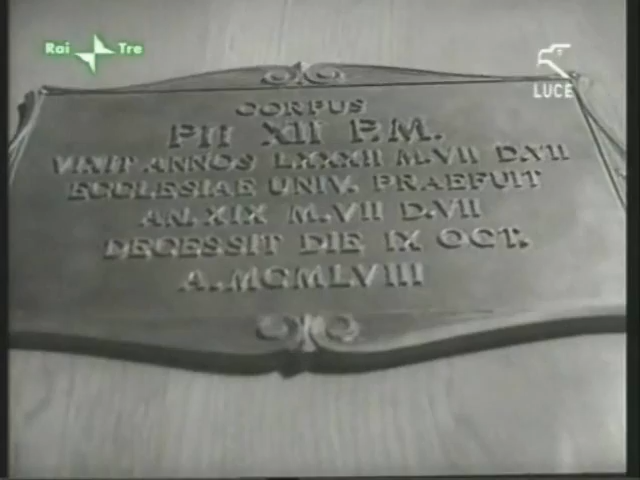 Rai Tre
LUCE
CORPUS
PII XII P.M.
VIXIT ANNOS LXXXII M.VII D.VII
ECCLESIAE UNIV. PRAEFUIT
AN. XIX M.VII D.VII
DECESSIT DIE IX OCT.
A.MCMLVIII